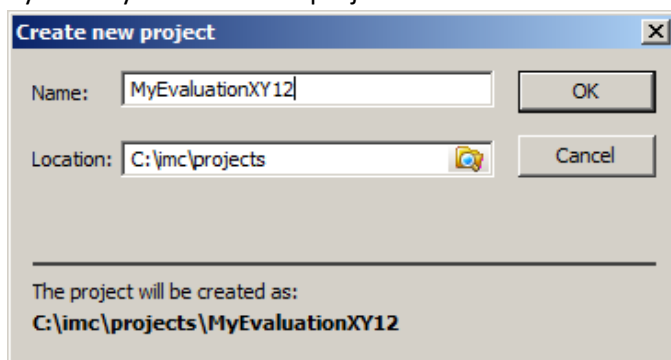 Create new project
Name: MyEvaluationXY12 OK
Location: C:\imc\projects Cancel
The project will be created as:
C:\imc\projects\MyEvaluationXY12